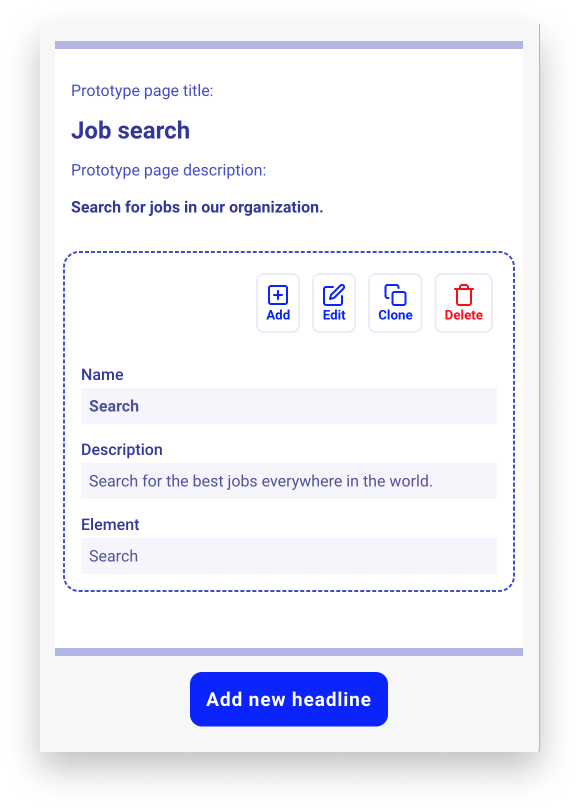 Prototype page title:
Job search
Prototype page description:
Search for jobs in our organization.
Add Edit Clone Delete
Name
Search
Description
Search for the best jobs everywhere in the world.
Element
Search
Add new headline